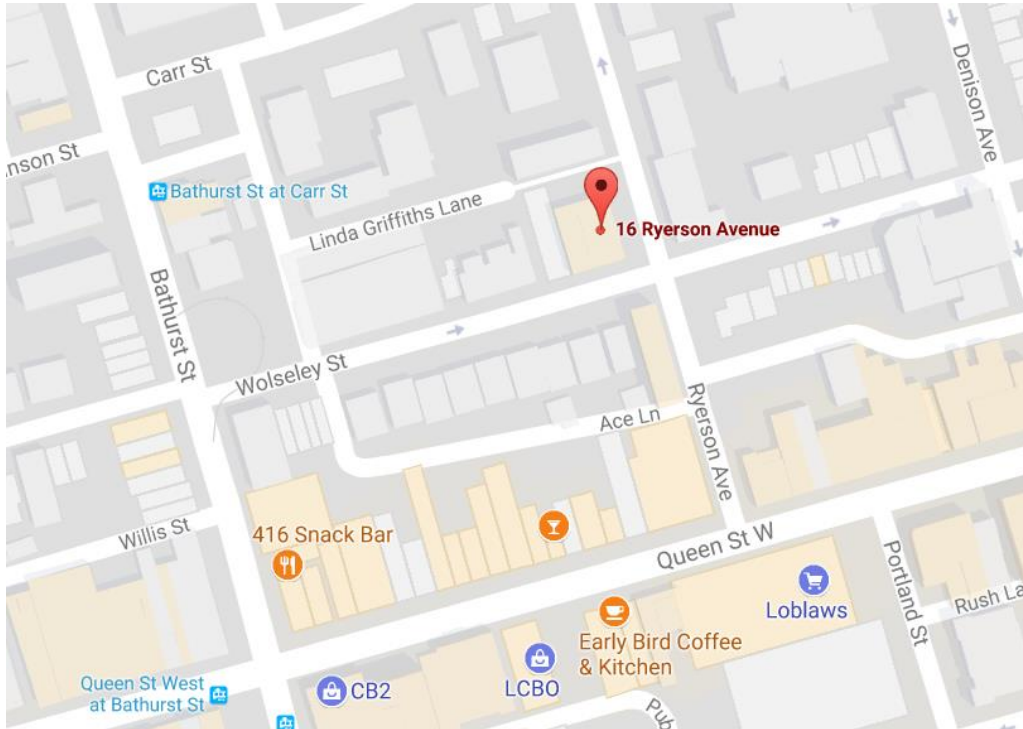 Carr St
Denison Ave
nson St
Bathurst St at Carr St
Linda Griffiths Lane
16 Ryerson Avenue
Bathurst St
Wolseley St
Ryerson Ave
Ace Ln
Willis St
416 Snack Bar
Queen St W
Portland St
Loblaws
Rush La
Early Bird Coffee
& Kitchen
Queen St West
at Bathurst St
CB2
LCBO
Pub